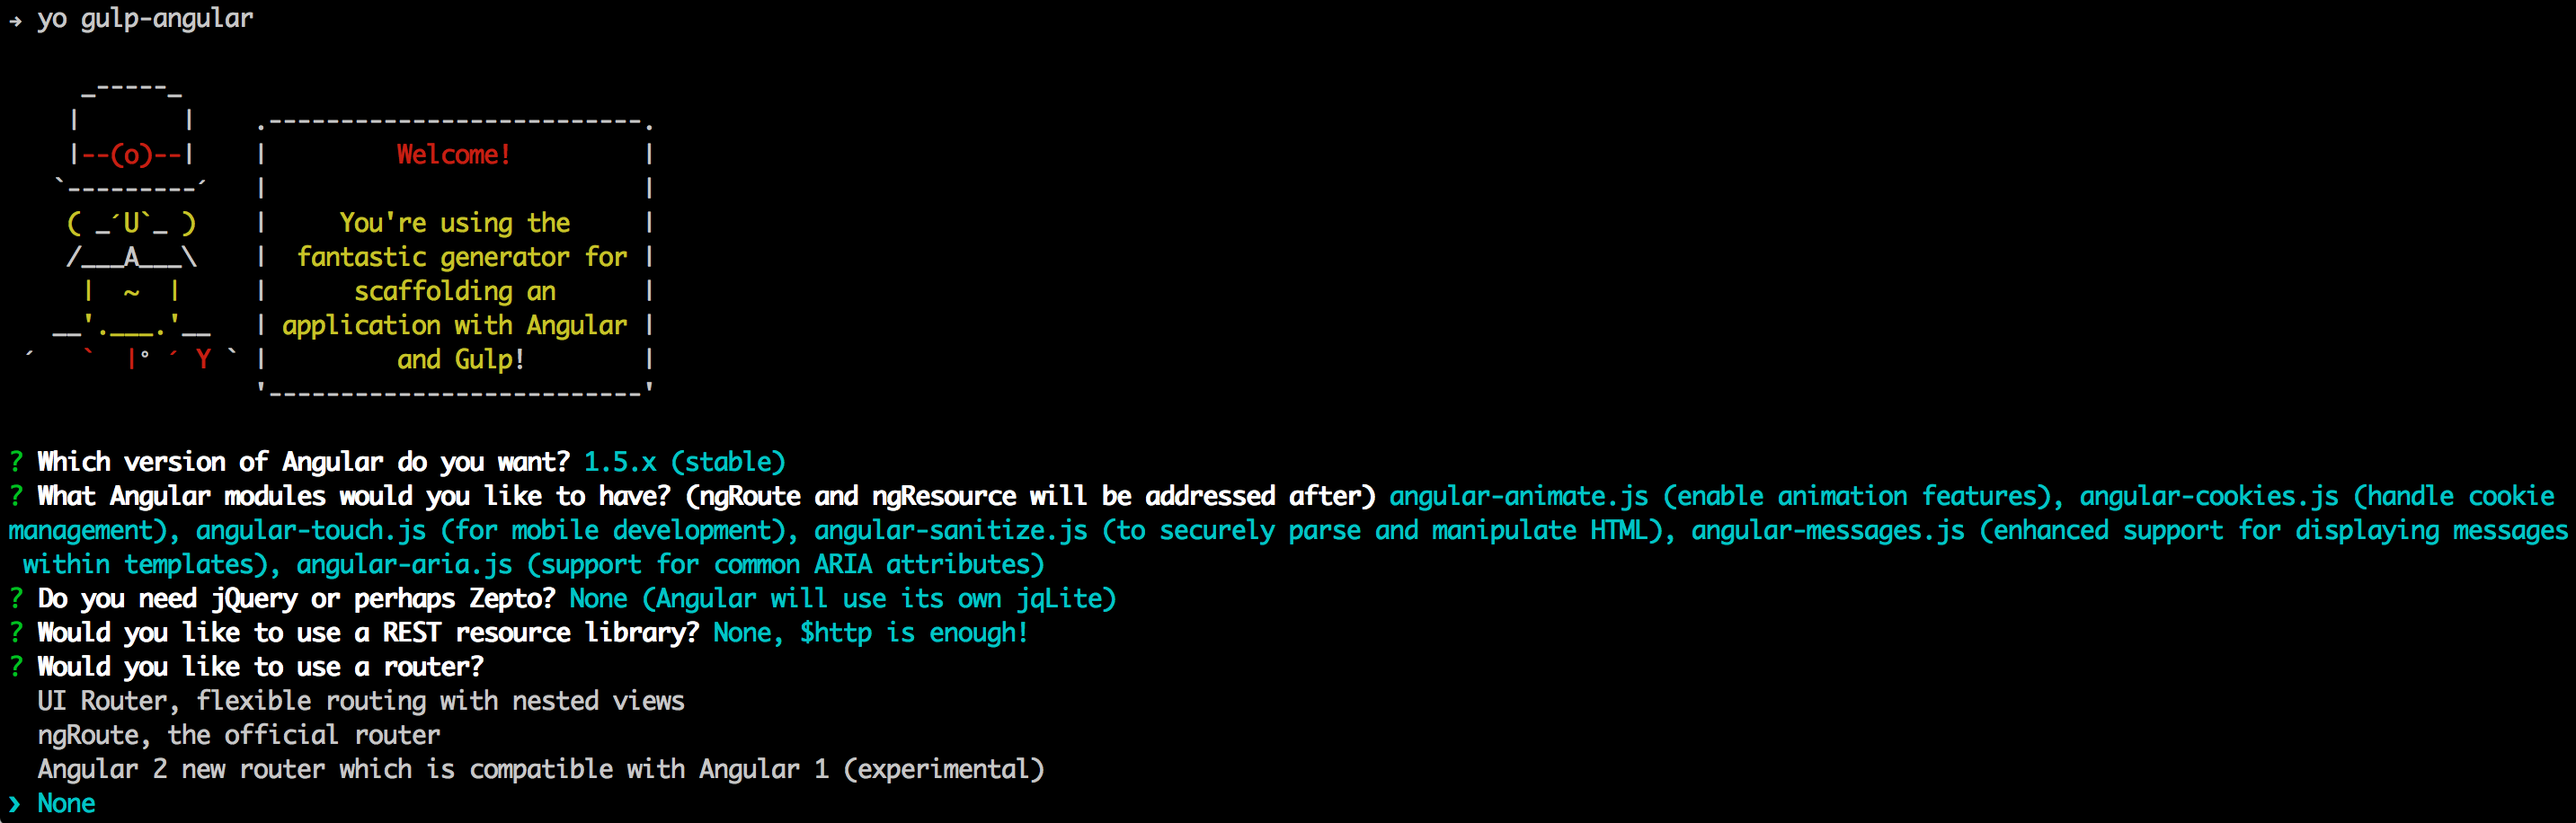 → yo gulp-angular
     _-----_
    |       |    .--------------------------.
    |--(o)--|    |         Welcome!         |
   `---------´   |                          |
    ( _´U`_ )    |     You're using the     |
    /___A___\    |  fantastic generator for |
     |  ~  |     |      scaffolding an      |
   __'.___.'__   | application with Angular |
 ´   `  |° ´ Y ` |         and Gulp!        |
                 '--------------------------'
? Which version of Angular do you want? 1.5.x (stable)
? What Angular modules would you like to have? (ngRoute and ngResource will be addressed after) angular-animate.js (enable animation features), angular-cookies.js (handle cookie
management), angular-touch.js (for mobile development), angular-sanitize.js (to securely parse and manipulate HTML), angular-messages.js (enhanced support for displaying messages
 within templates), angular-aria.js (support for common ARIA attributes)
? Do you need jQuery or perhaps Zepto? None (Angular will use its own jqLite)
? Would you like to use a REST resource library? None, $http is enough!
? Would you like to use a router?
  UI Router, flexible routing with nested views
  ngRoute, the official router
  Angular 2 new router which is compatible with Angular 1 (experimental)
❯ None